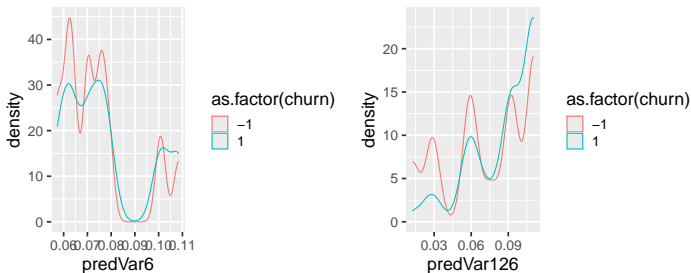 40
30
20
10
0
density
0.06 0.07 0.08 0.09 0.10 0.11
predVar6
as.factor(churn)
−1
1
20
15
10
5
0
density
0.03 0.06 0.09
predVar126
as.factor(churn)
−1
1